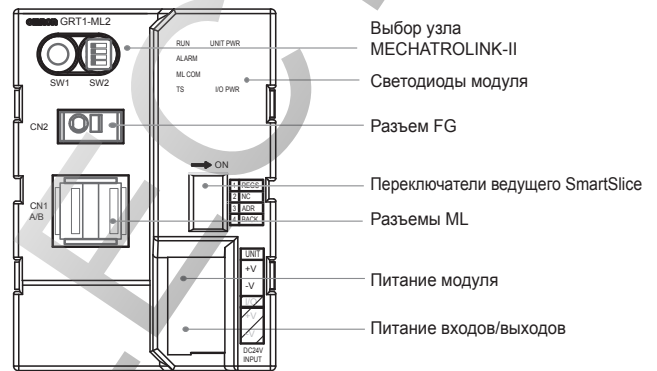 OMRON GRT1-ML2
SW1 SW2
CN2
CN1
A/B
RUN UNIT PWR
ALARM
ML COM
TS I/O PWR
ON
1 REGS
2 NC
3 ADR
4 BACK
UNIT
+V
-V
I/O
+V
-V
DC24V
INPUT
Выбор узла
MECHATROLINK-II
Светодиоды модуля
Разъем FG
Переключатели ведущего SmartSlice
Разъемы ML
Питание модуля
Питание входов/выходов